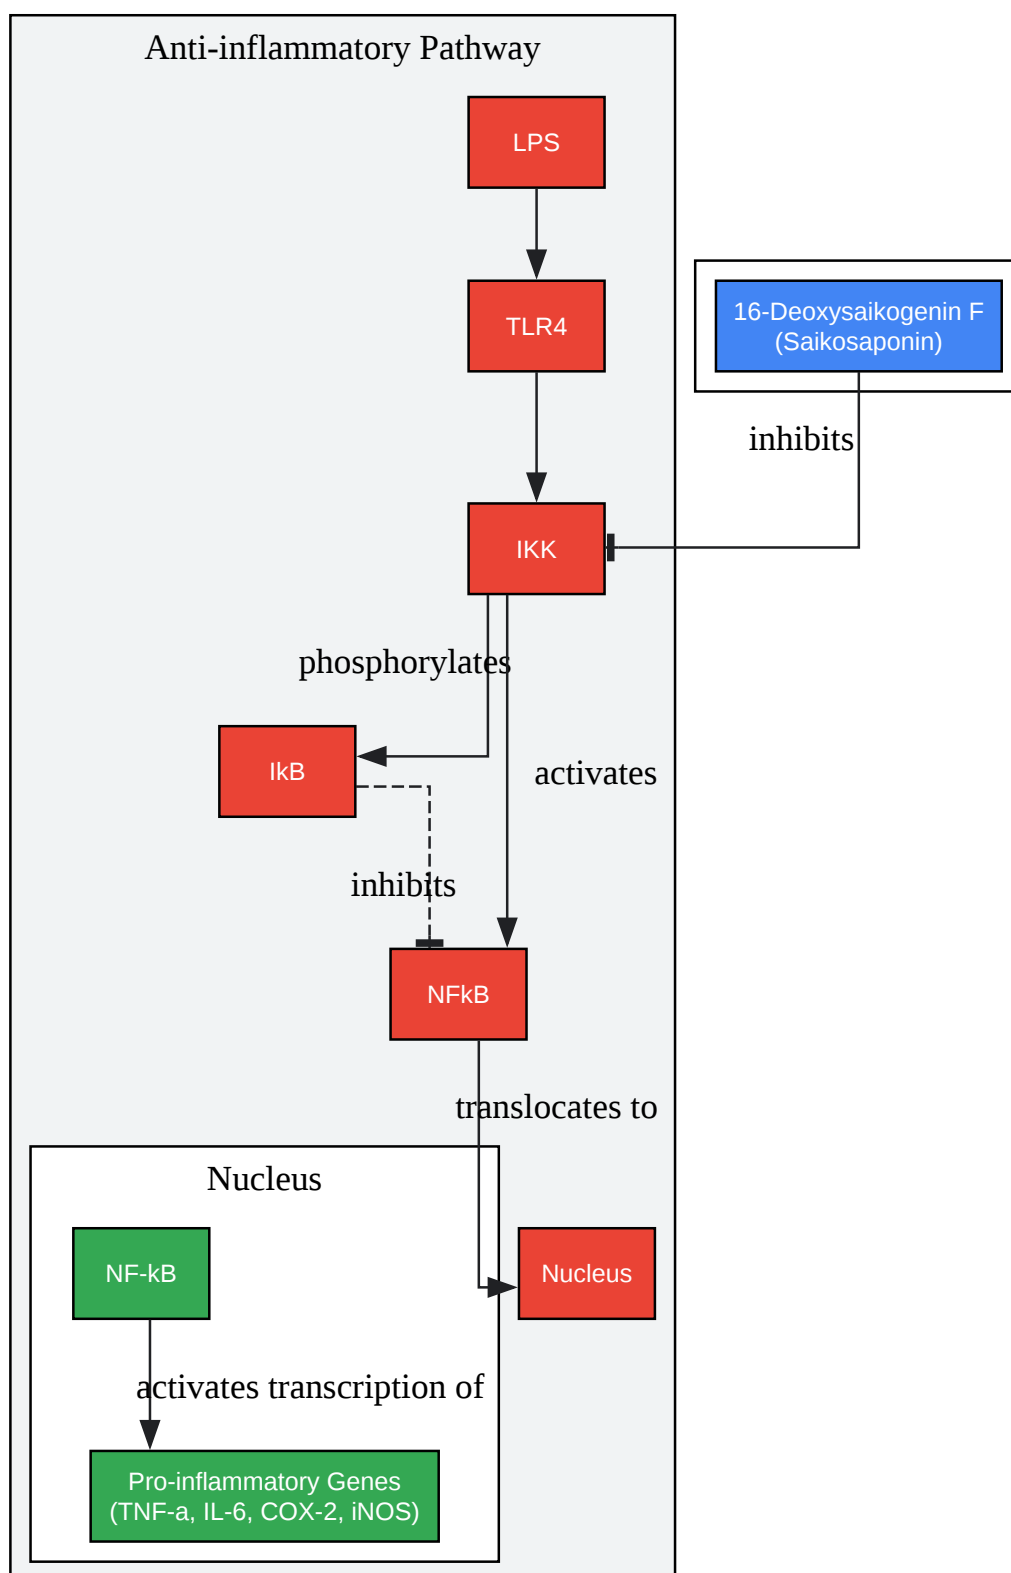 Anti-inflammatory Pathway
LPS
TLR4
16-Deoxysaikogenin F
(Saikosaponin)
inhibits
IKK
phosphorylates
IkB
activates
inhibits
NFkB
translocates to
Nucleus
NF-kB
Nucleus
activates transcription of
Pro-inflammatory Genes
(TNF-a, IL-6, COX-2, iNOS)